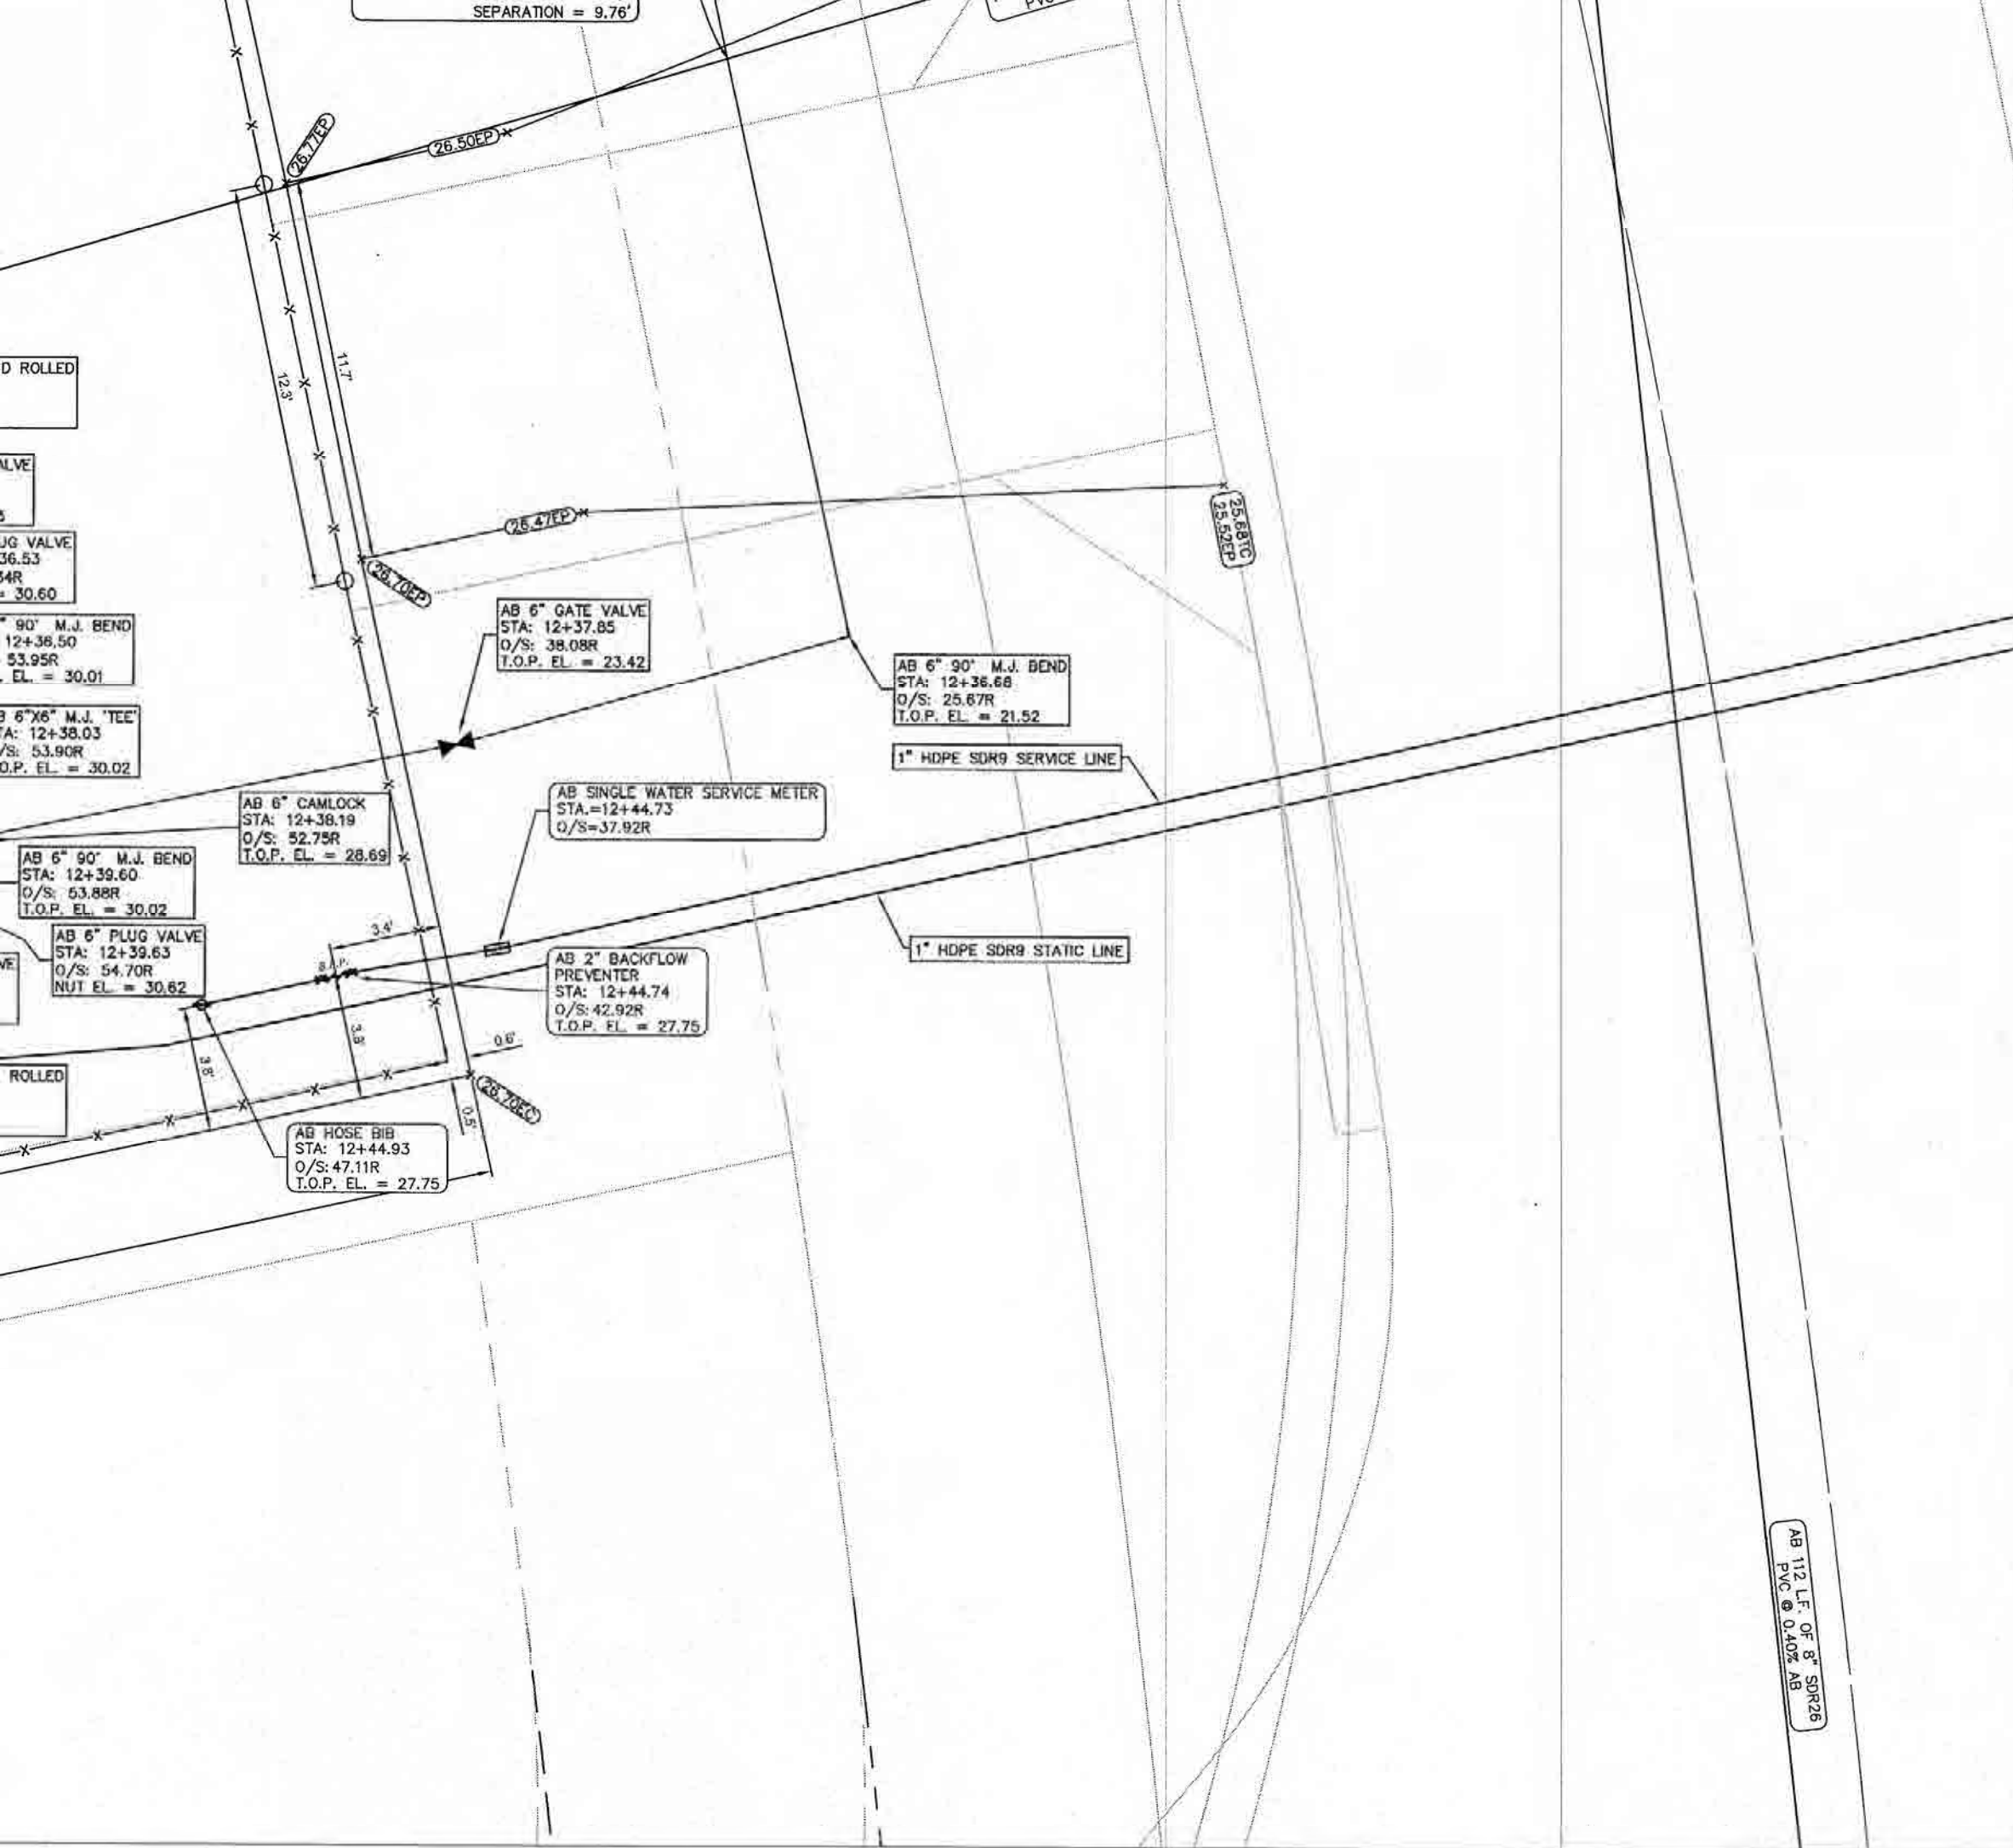 SEPARATION = 9.76'
26.77EP
26.50EP
12.3'
11.7'
D ROLLED
26.47EP
25.68TC
25.52EP
26.70EP
UG VALVE
36.53
34R
= 30.60
90° M.J. BEND
12+36.50
53.95R
EL. = 30.01
AB 6" GATE VALVE
STA: 12+37.85
O/S: 38.08R
T.O.P. EL. = 23.42
AB 6" 90° M.J. BEND
STA: 12+36.68
O/S: 25.67R
T.O.P. EL. = 21.52
6"X6" M.J. 'TEE'
TA: 12+38.03
/S: 53.90R
O.P. EL. = 30.02
1" HDPE SDR9 SERVICE LINE
AB 6" CAMLOCK
STA: 12+38.19
O/S: 52.75R
T.O.P. EL. = 28.69
AB SINGLE WATER SERVICE METER
STA.=12+44.73
O/S=37.92R
AB 6" 90° M.J. BEND
STA: 12+39.60
O/S: 53.88R
T.O.P. EL. = 30.02
AB 6" PLUG VALVE
STA: 12+39.63
O/S: 54.70R
NUT EL. = 30.62
3.4'
1" HDPE SDR9 STATIC LINE
AB 2" BACKFLOW
PREVENTER
STA: 12+44.74
O/S: 42.92R
T.O.P. EL. = 27.75
3.8'
3.8'
0.6'
ROLLED
26.70EC
0.5'
AB HOSE BIB
STA: 12+44.93
O/S: 47.11R
T.O.P. EL. = 27.75
AB 112 L.F. OF 8" SDR26
PVC @ 0.40% AB